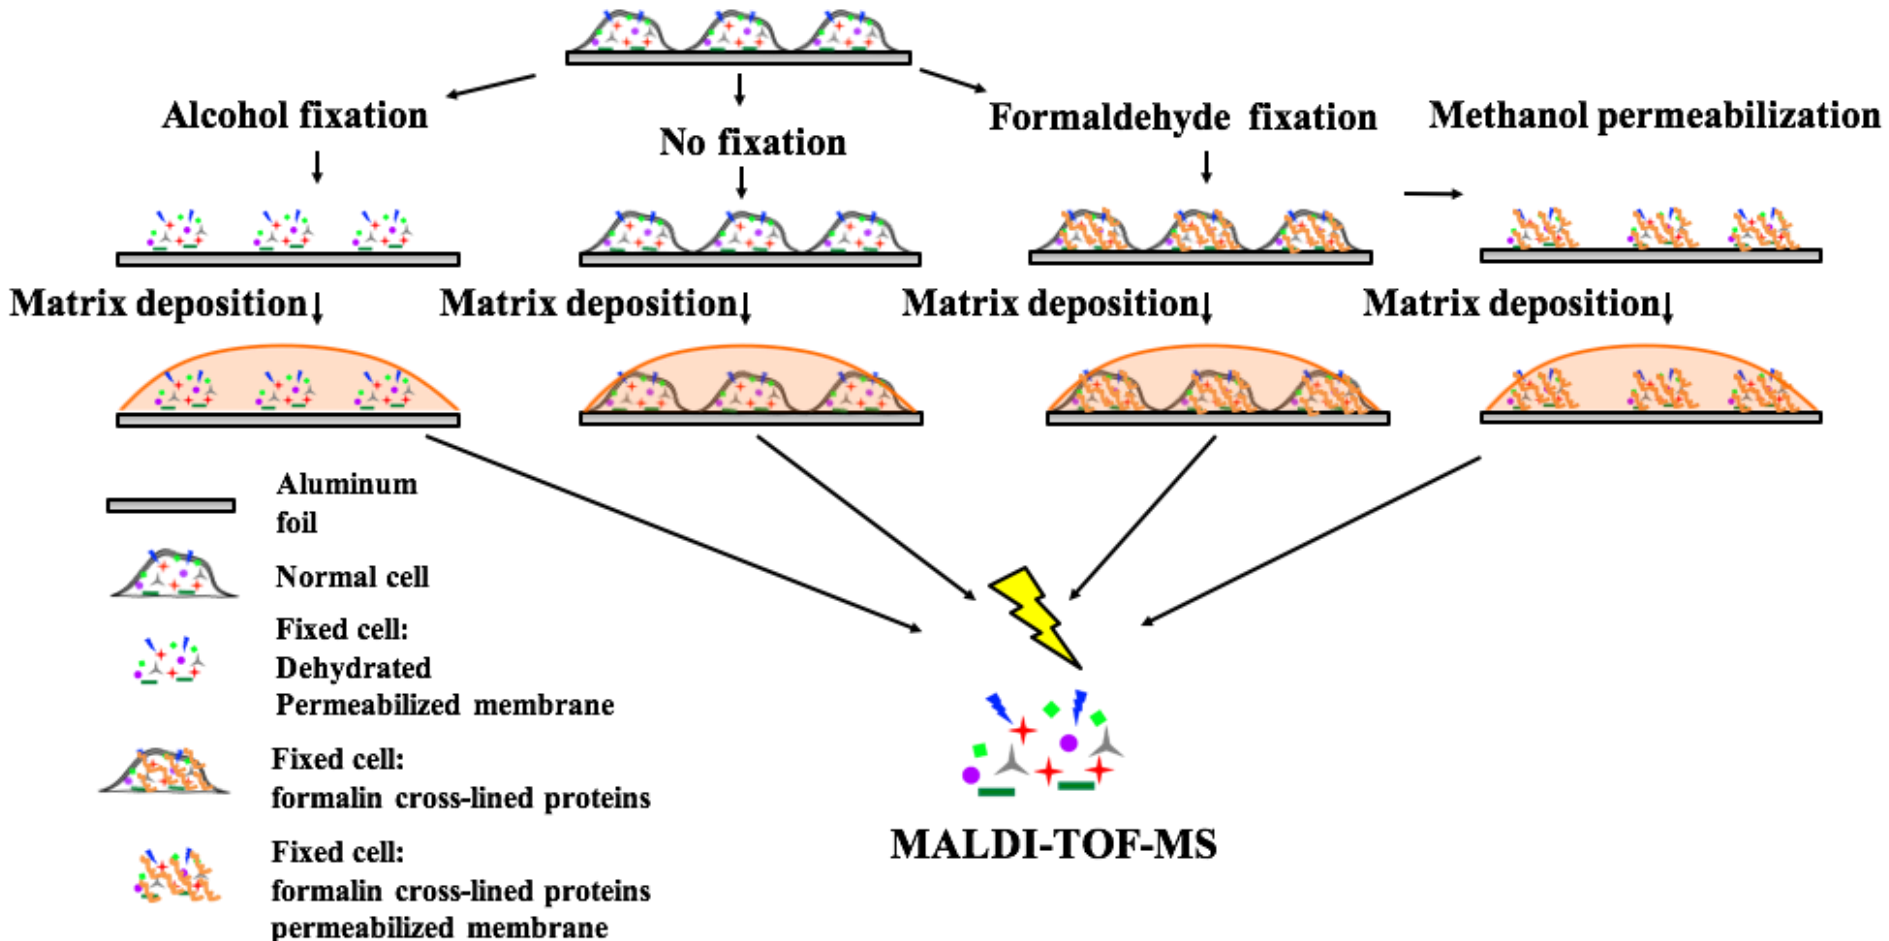 Alcohol fixation
No fixation
Formaldehyde fixation
Methanol permeabilization
Matrix deposition
Matrix deposition
Matrix deposition
Matrix deposition
Aluminum
foil
Normal cell
Fixed cell:
Dehydrated
Permeabilized membrane
Fixed cell:
formalin cross-lined proteins
Fixed cell:
formalin cross-lined proteins
permeabilized membrane
MALDI-TOF-MS